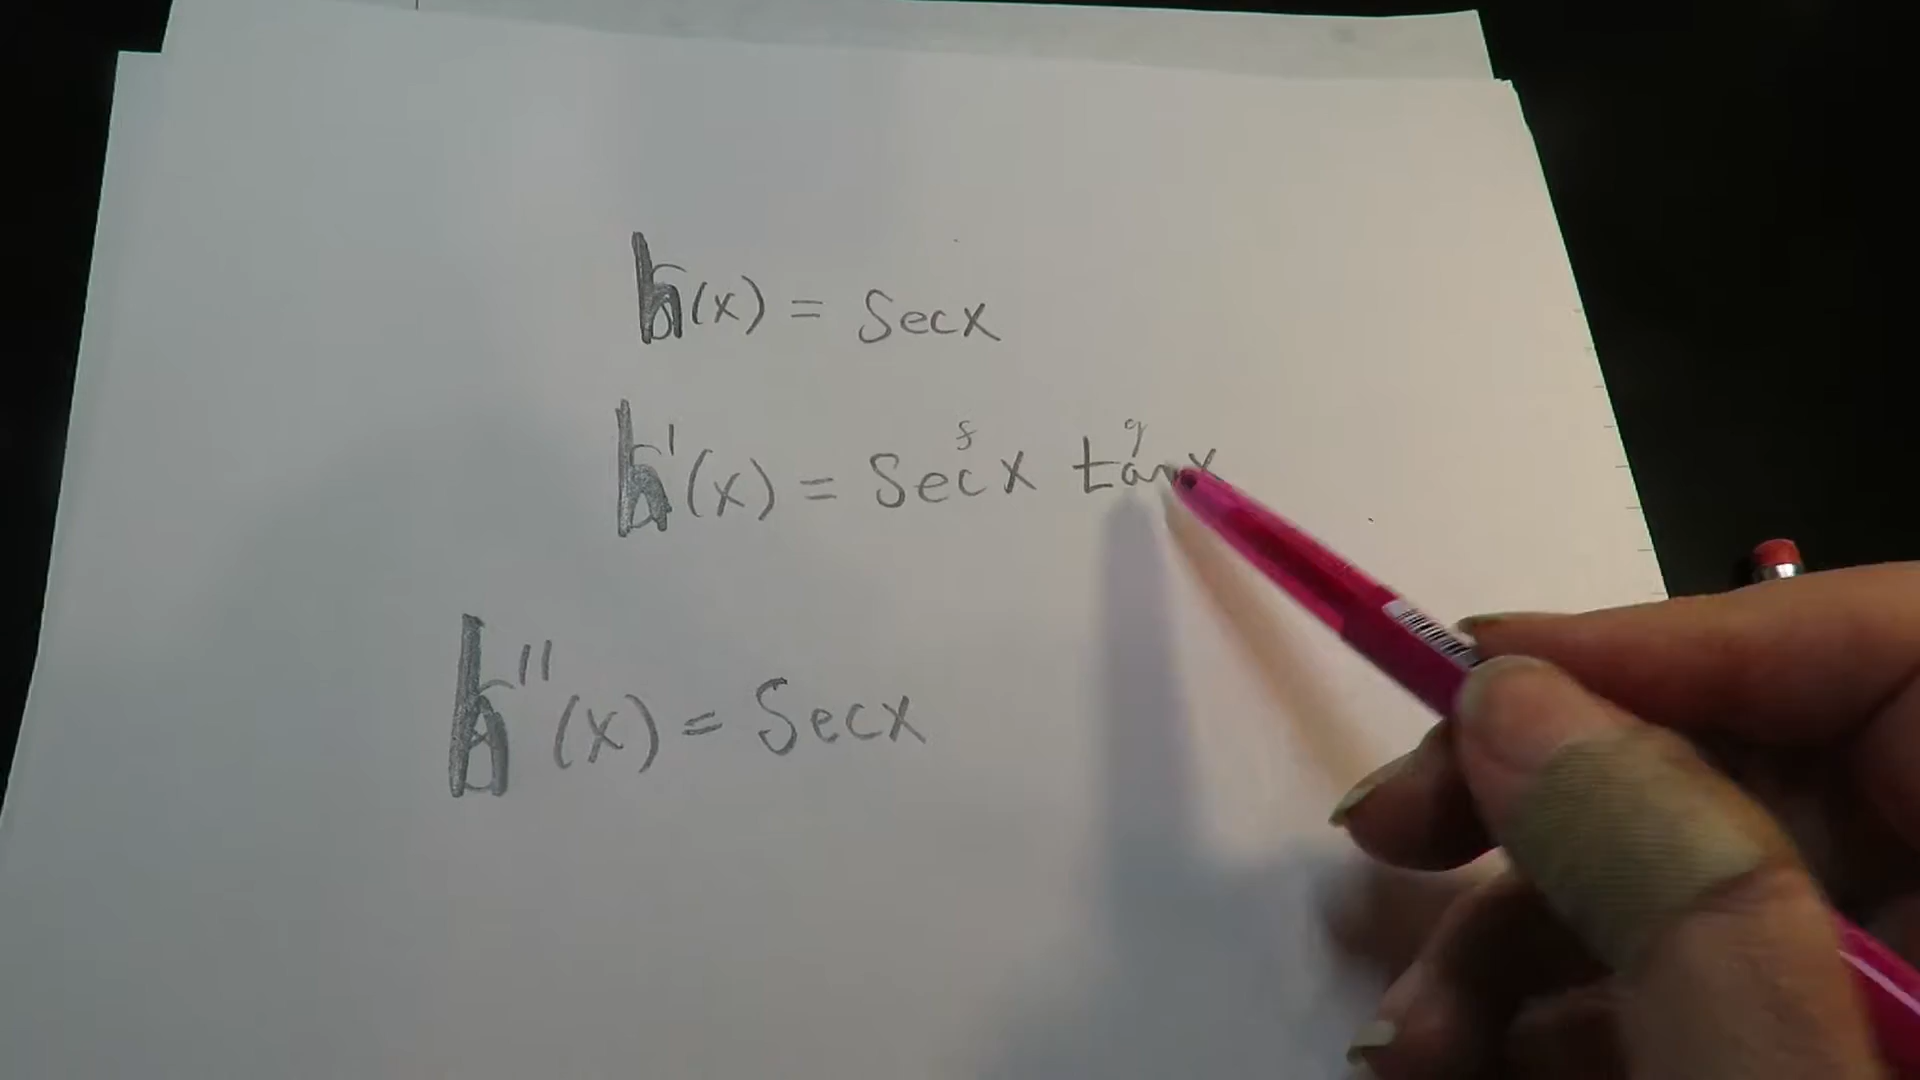 h(x) = Secx
f g
h'(x) = Secx tanx
h''(x) = Secx